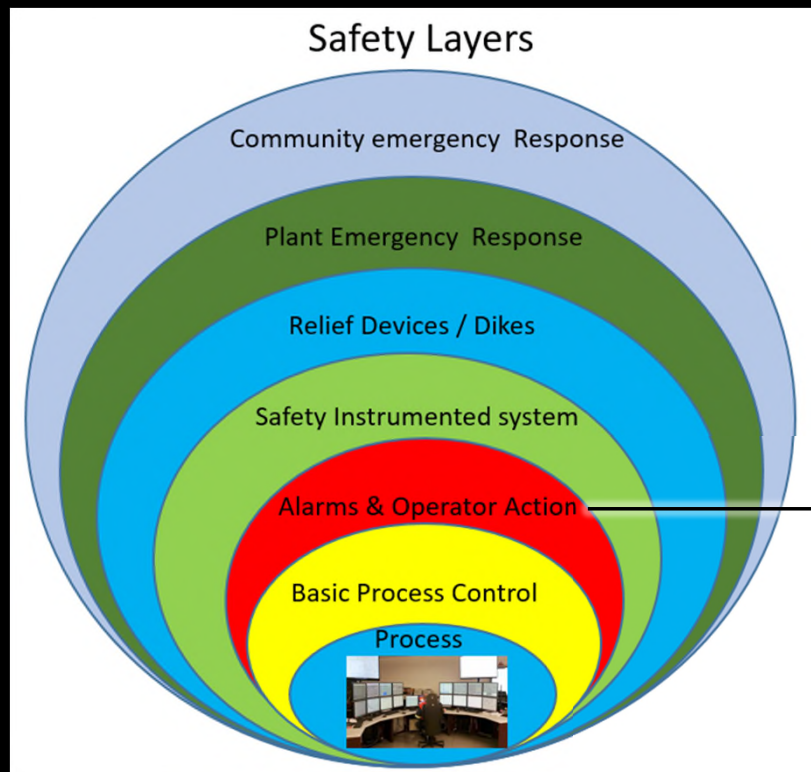 Safety Layers
Community emergency Response
Plant Emergency Response
Relief Devices / Dikes
Safety Instrumented system
Alarms & Operator Action
Basic Process Control
Process